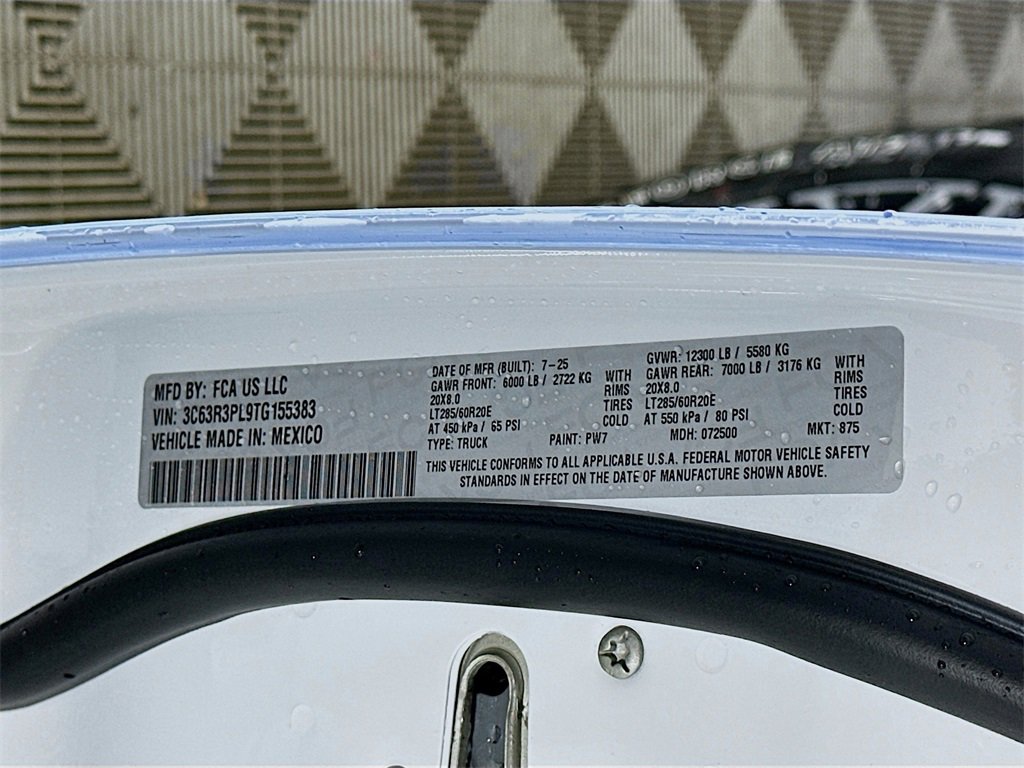 MFD BY: FCA US LLC
VIN: 3C63R3PL9TG155383
VEHICLE MADE IN: MEXICO
DATE OF MFR (BUILT): 7-25
GAWR FRONT: 6000 LB / 2722 KG
20X8.0
LT285/60R20E
AT 450 kPa / 65 PSI
WITH
RIMS
TIRES
COLD
TYPE: TRUCK
PAINT: PW7
GVWR: 12300 LB / 5580 KG
GAWR REAR: 7000 LB / 3176 KG
20X8.0
LT285/60R20E
AT 550 kPa / 80 PSI
WITH
RIMS
TIRES
COLD
MDH: 072500
MKT: 875
THIS VEHICLE CONFORMS TO ALL APPLICABLE U.S.A. FEDERAL MOTOR VEHICLE SAFETY
STANDARDS IN EFFECT ON THE DATE OF MANUFACTURE SHOWN ABOVE.